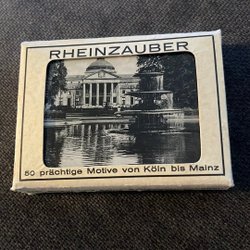 RHEINZAUBER
50 prächtige Motive von Köln bis Mainz